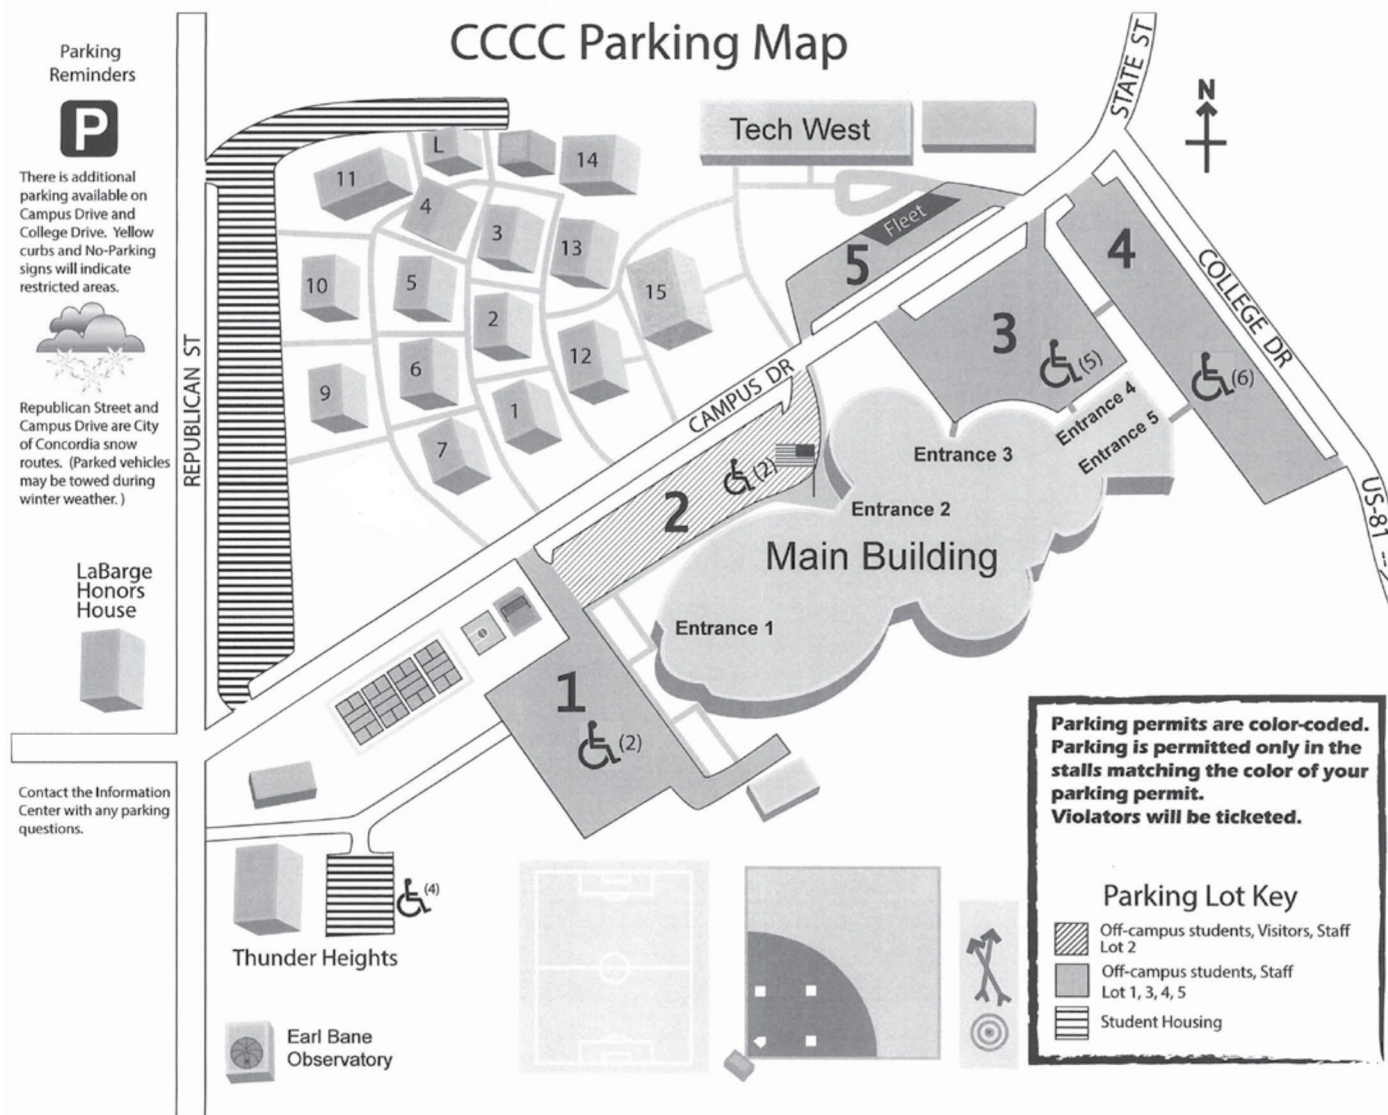 CCCC Parking Map
Parking
Reminders
P
There is additional
parking available on
Campus Drive and
College Drive. Yellow
curbs and No-Parking
signs will indicate
restricted areas.
Republican Street and
Campus Drive are City
of Concordia snow
routes. (Parked vehicles
may be towed during
winter weather.)
LaBarge
Honors
House
Contact the Information
Center with any parking
questions.
REPUBLICAN ST
STATE ST
N
Tech West
Fleet
5
4
3
(5)
(6)
COLLEGE DR
US-81
CAMPUS DR
L
14
11
4
3
13
10
5
2
15
12
6
9
1
7
2
(2)
Entrance 4
Entrance 5
Entrance 3
Entrance 2
Main Building
Entrance 1
1
(2)
(4)
Thunder Heights
Earl Bane
Observatory
Parking permits are color-coded.
Parking is permitted only in the
stalls matching the color of your
parking permit.
Violators will be ticketed.
Parking Lot Key
Off-campus students, Visitors, Staff
Lot 2
Off-campus students, Staff
Lot 1, 3, 4, 5
Student Housing